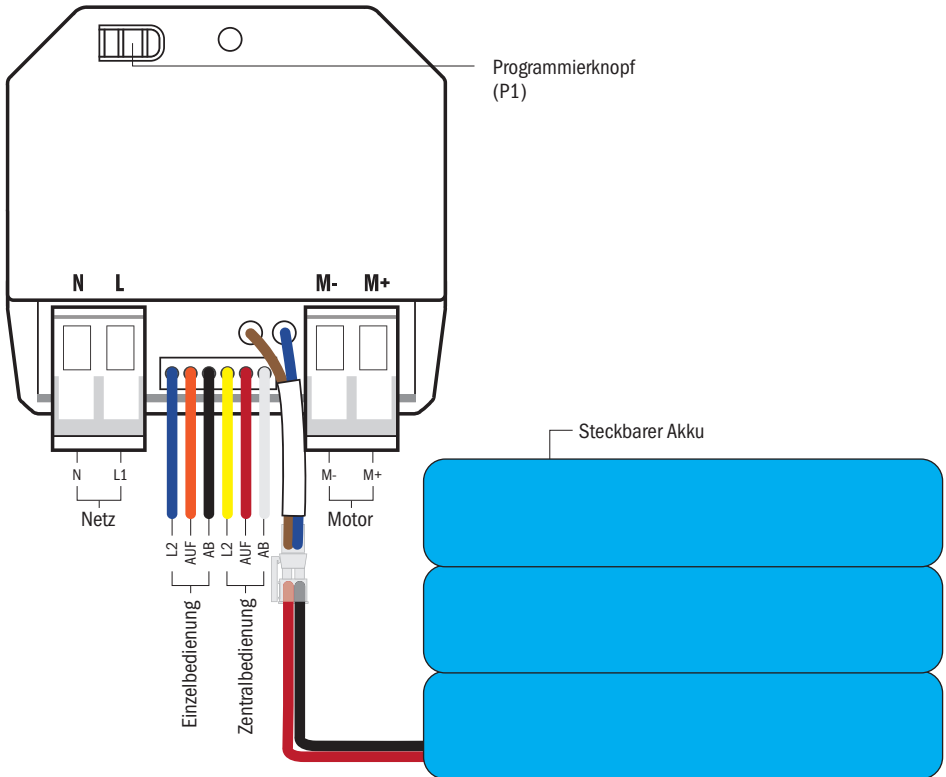 Programmierknopf
(P1)
N L M- M+
Steckbarer Akku
N L1 M- M+
Netz Motor
L2 AUF AB L2 AUF AB
Einzelbedienung
Zentralbedienung